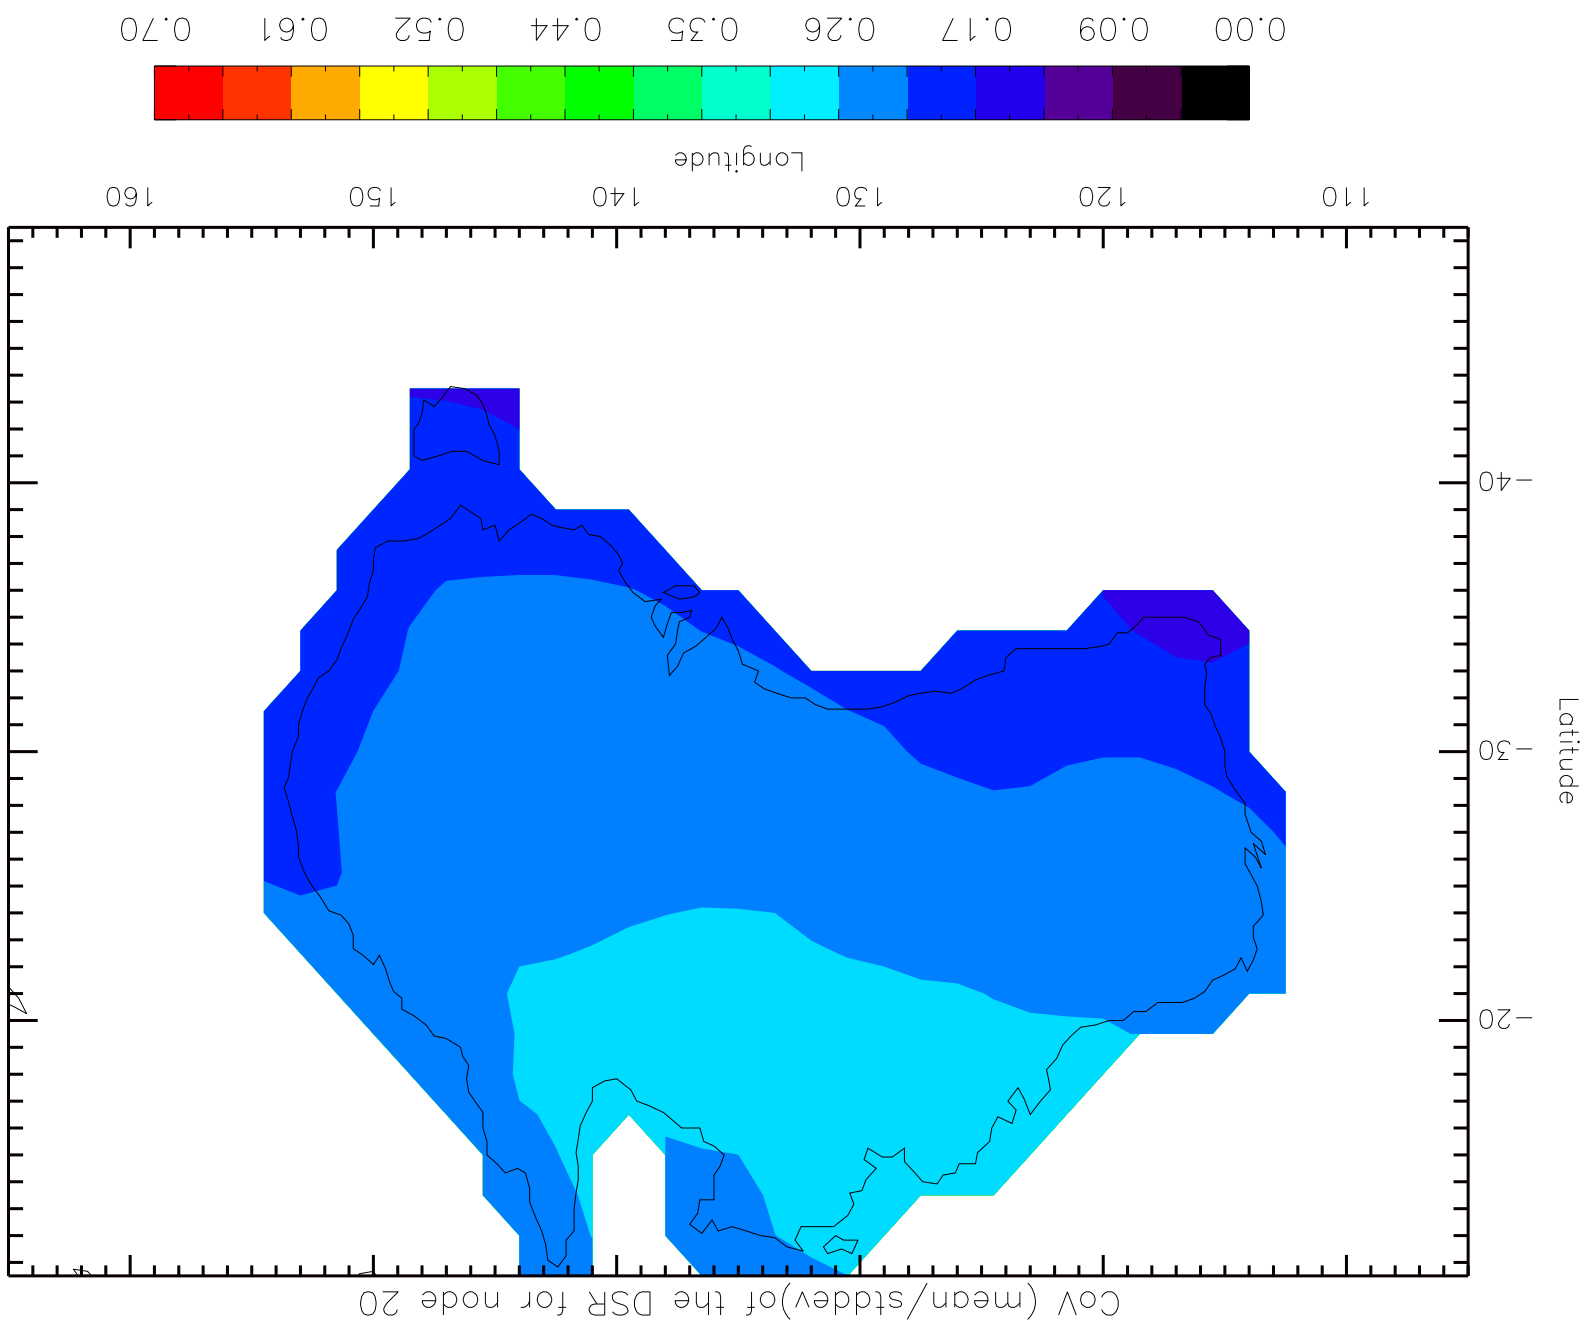 CoV (mean/stddev)of the DSR for node 20
-20
Latitude
-30
-40
110 120 130 140 150 160
Longitude
0.00 0.09 0.17 0.26 0.35 0.44 0.52 0.61 0.70